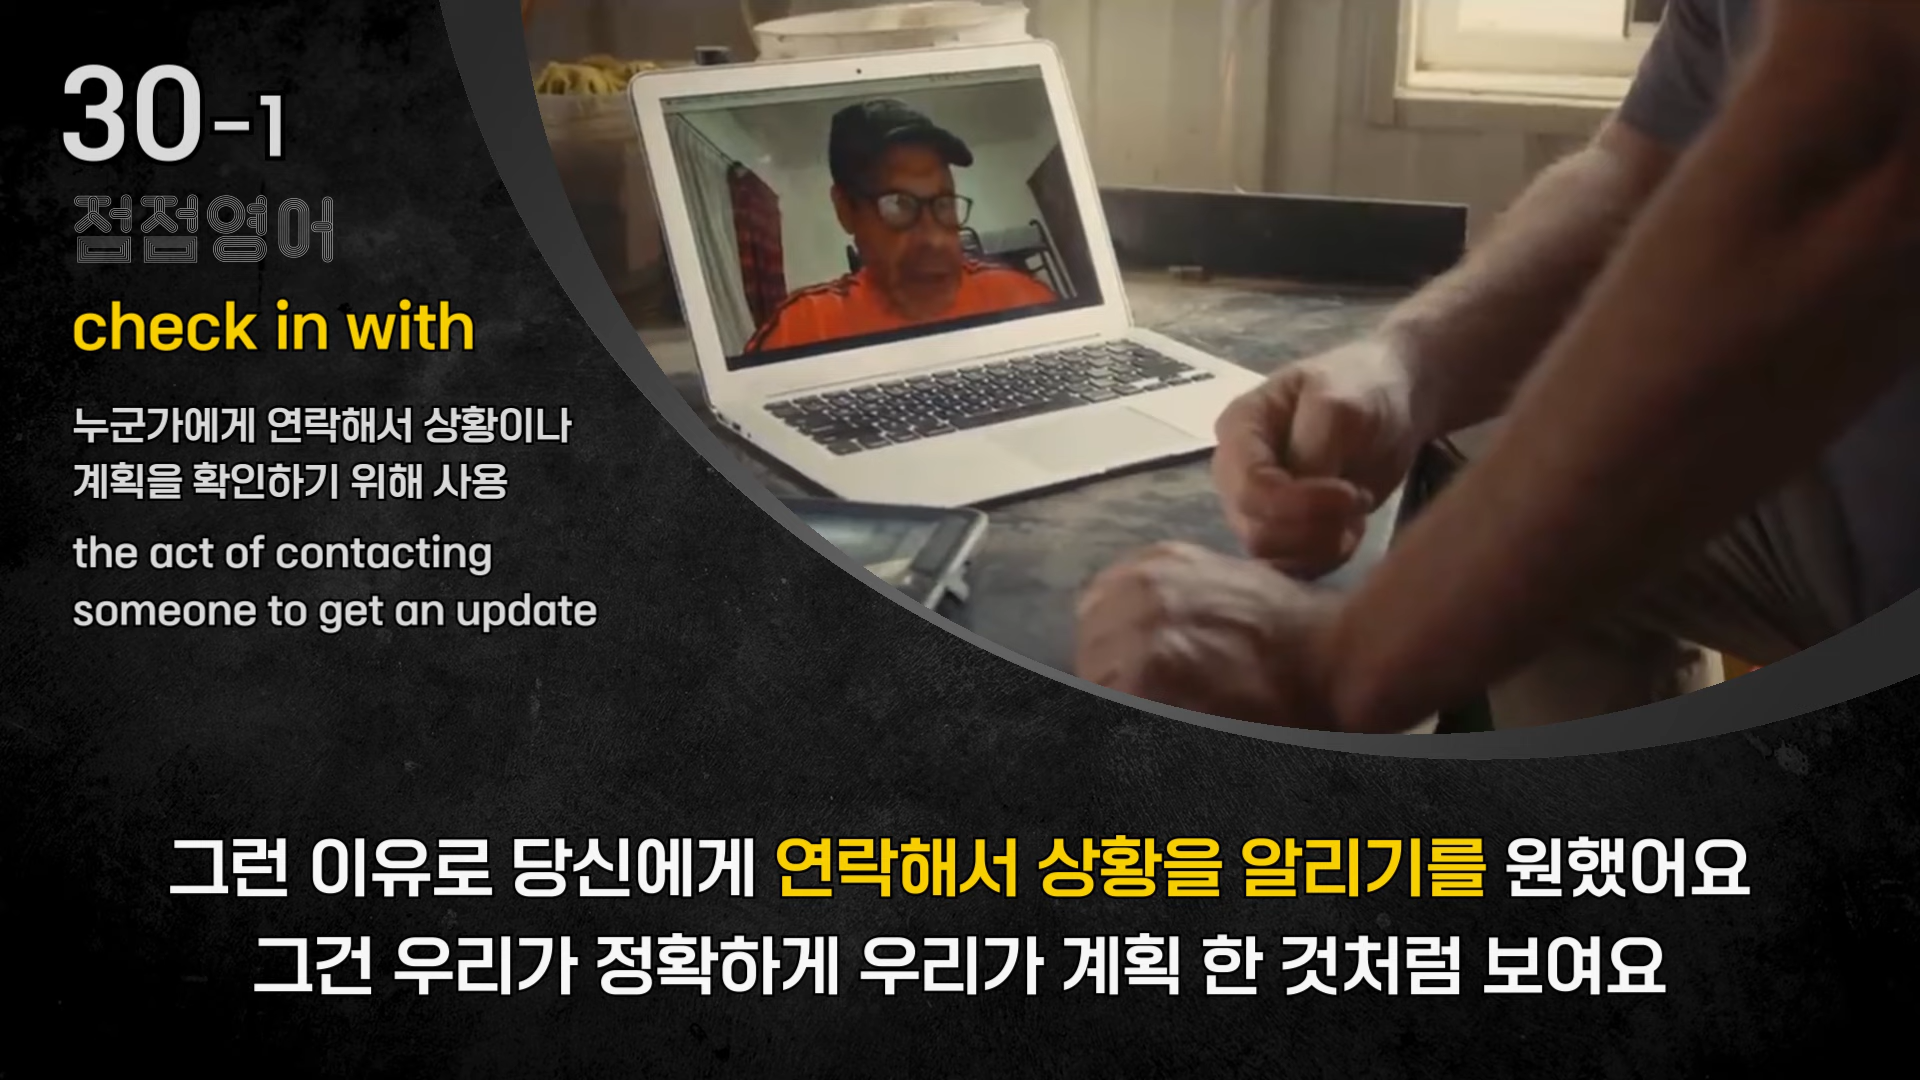 30-1
점점영어
check in with
누군가에게 연락해서 상황이나
계획을 확인하기 위해 사용
the act of contacting
someone to get an update
그런 이유로 당신에게 연락해서 상황을 알리기를 원했어요
그건 우리가 정확하게 우리가 계획 한 것처럼 보여요